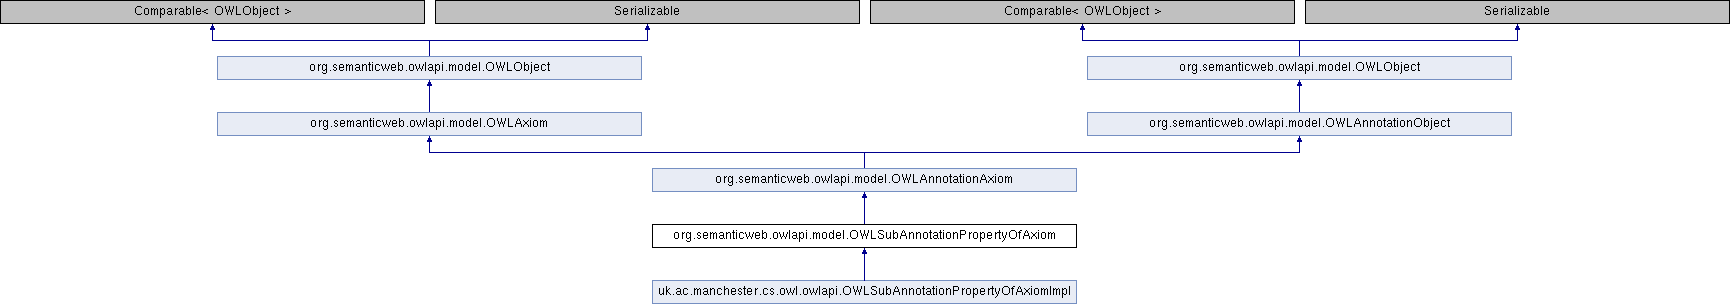 Comparable< OWLObject >
Serializable
Comparable< OWLObject >
Serializable
org.semanticweb.owlapi.model.OWLObject
org.semanticweb.owlapi.model.OWLObject
org.semanticweb.owlapi.model.OWLAxiom
org.semanticweb.owlapi.model.OWLAnnotationObject
org.semanticweb.owlapi.model.OWLAnnotationAxiom
org.semanticweb.owlapi.model.OWLSubAnnotationPropertyOfAxiom
uk.ac.manchester.cs.owl.owlapi.OWLSubAnnotationPropertyOfAxiomImpl